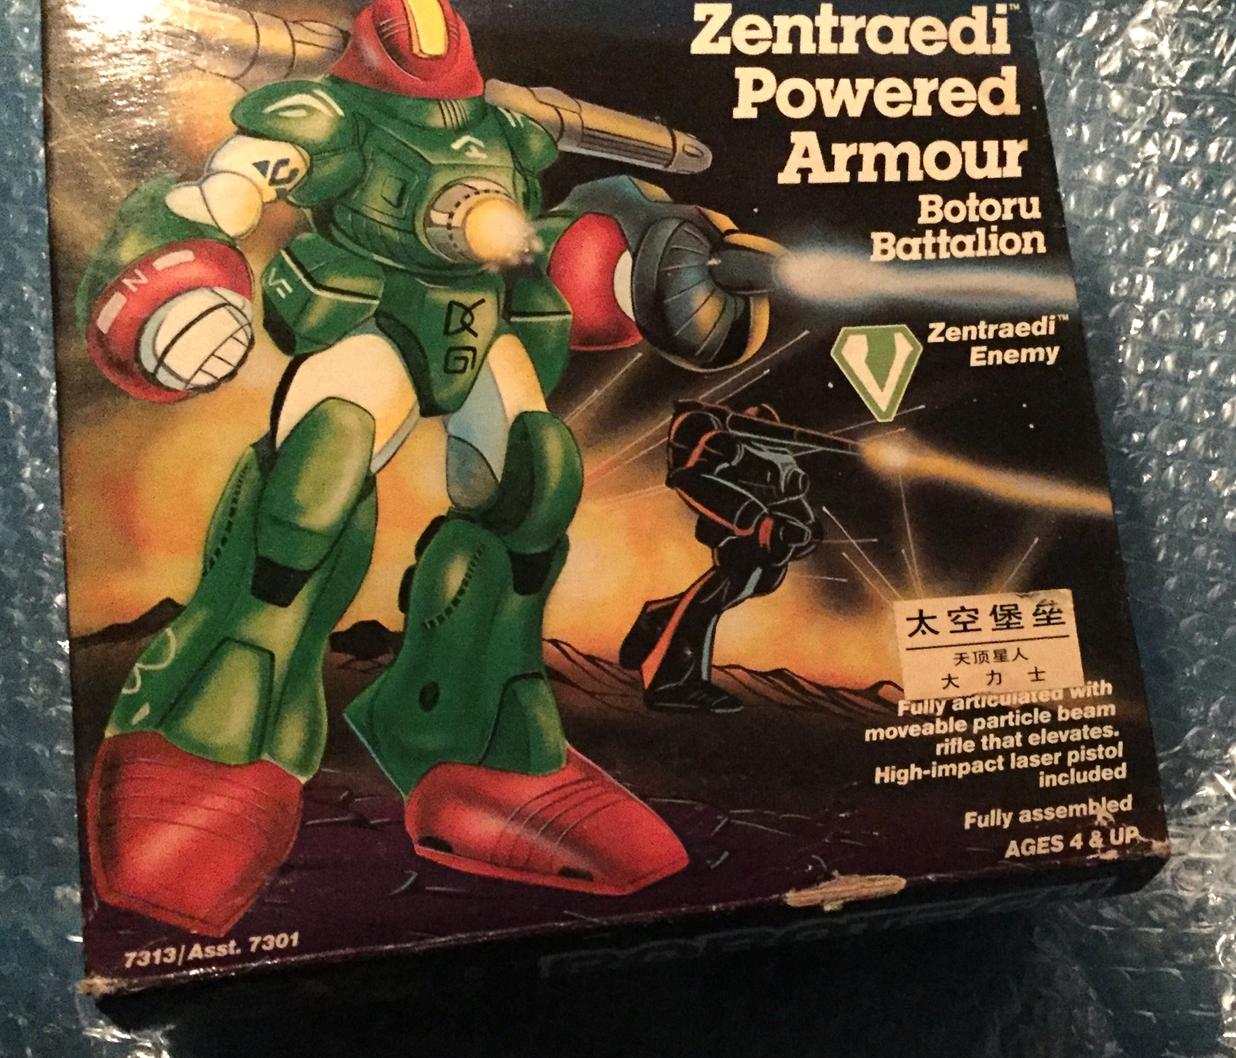 Zentraedi™
Powered
Armour
Botoru
Battalion
Zentraedi™
Enemy
太空堡垒
天顶星人
大力士
Fully articulated with
moveable particle beam
rifle that elevates.
High-impact laser pistol
included
Fully assembled
AGES 4 & UP
7313/Asst. 7301
N